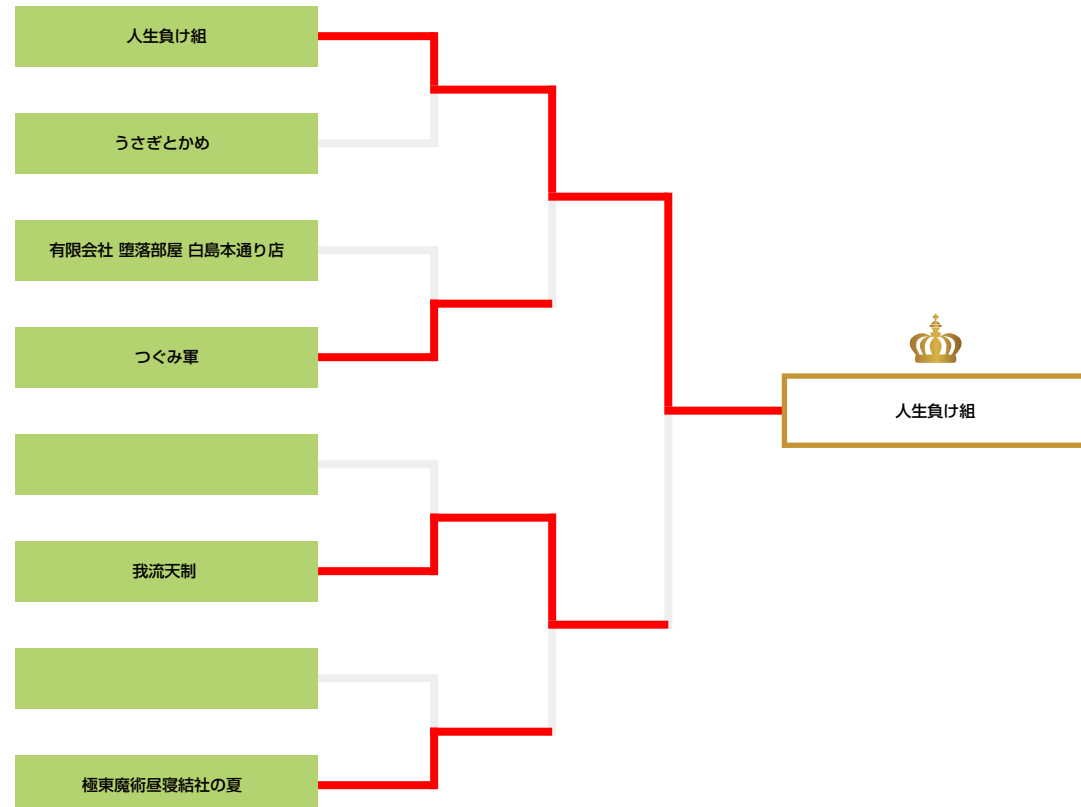 人生負け組
うさぎとかめ
有限会社 堕落部屋 白島本通り店
つぐみ軍
人生負け組
我流天制
極東魔術昼寝結社の夏